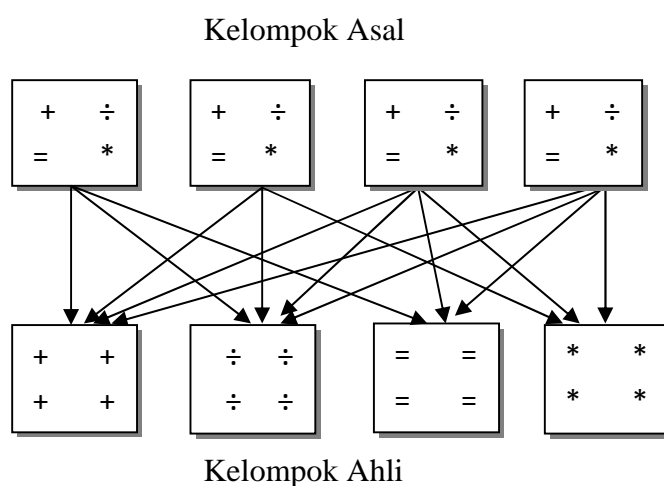 Kelompok Asal
+ ÷ + ÷ + ÷ + ÷
= * = * = * = *
+ + ÷ ÷ = = * *
+ + ÷ ÷ = = * *
Kelompok Ahli